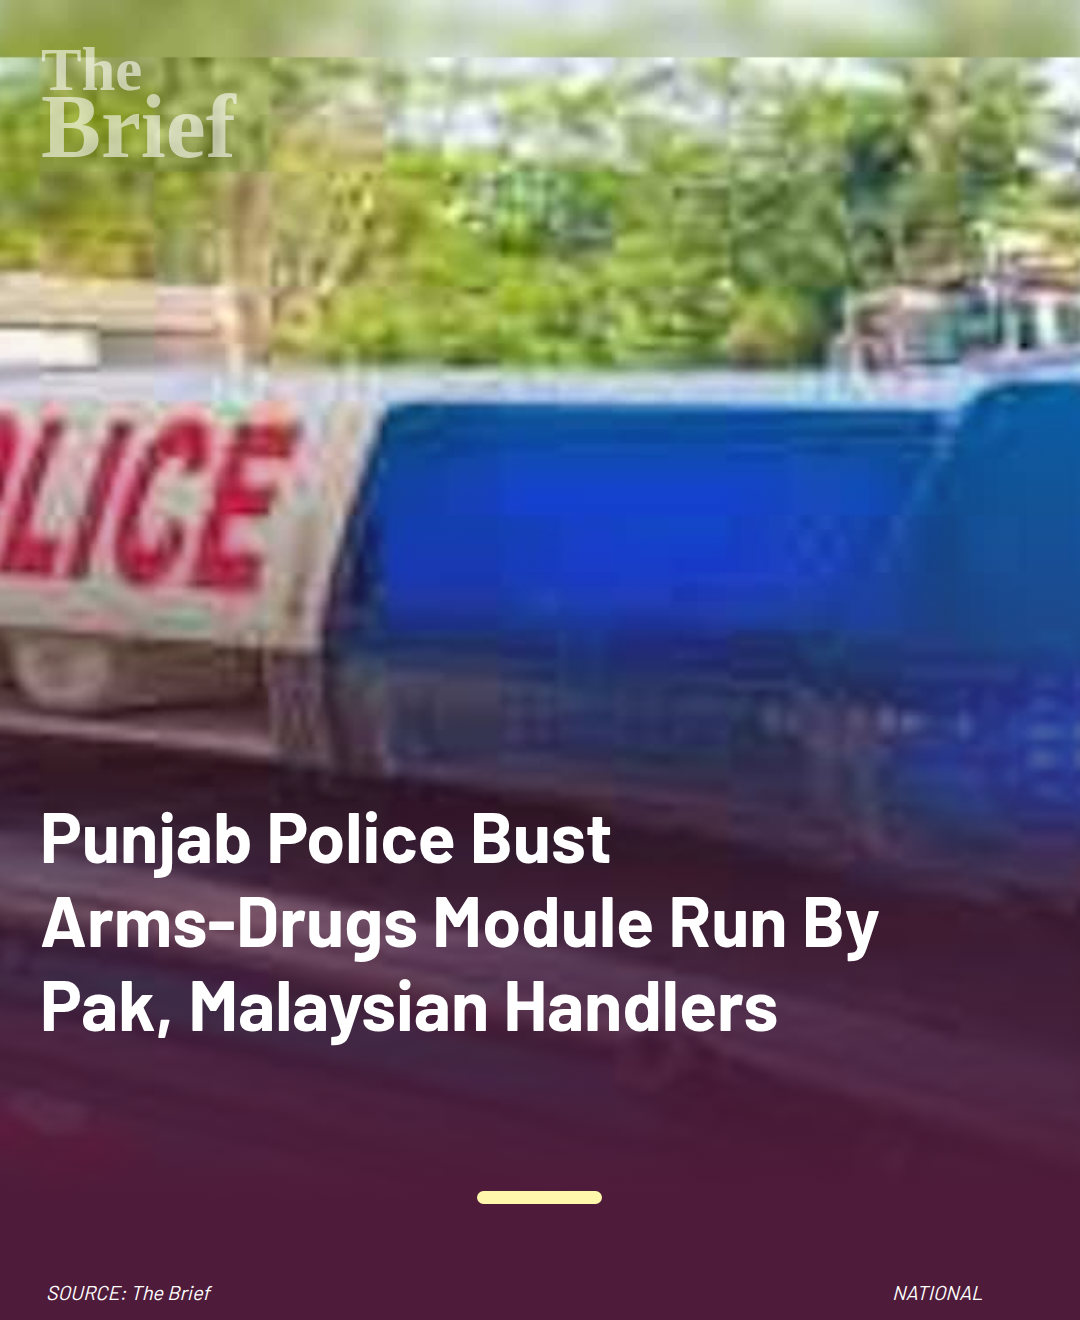 The
Brief
LICE
Punjab Police Bust
Arms-Drugs Module Run By
Pak, Malaysian Handlers
SOURCE: The Brief
NATIONAL